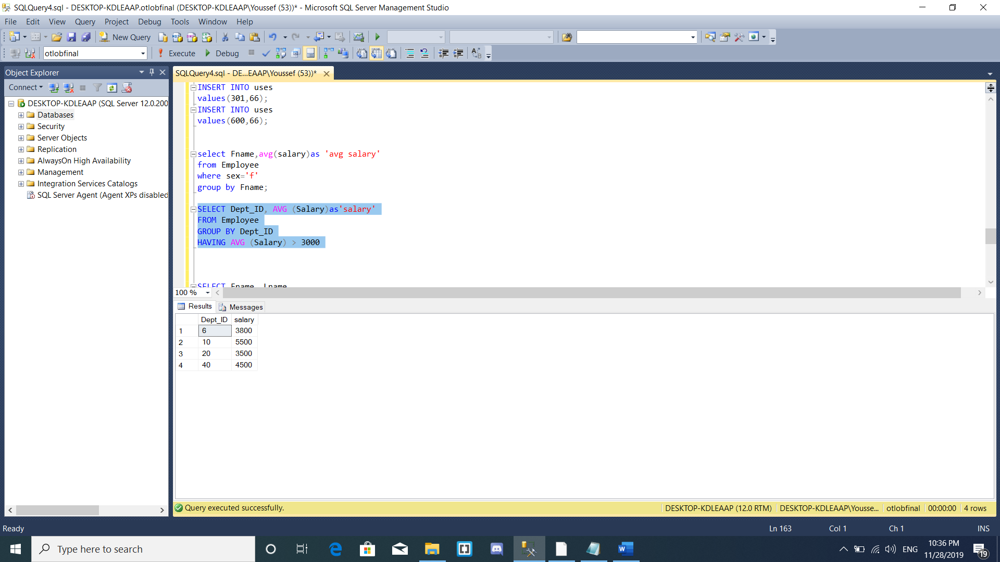 SQLQuery4.sql - DESKTOP-KDLEAAP.otlobfinal (DESKTOP-KDLEAAP\Youssef (53))* - Microsoft SQL Server Management Studio
File Edit View Query Project Debug Tools Window Help
New Query
otlobfinal Execute Debug
Object Explorer
Connect
DESKTOP-KDLEAAP (SQL Server 12.0.200
Databases
Security
Server Objects
Replication
AlwaysOn High Availability
Management
Integration Services Catalogs
SQL Server Agent (Agent XPs disabled
SQLQuery4.sql - DE...EAAP\Youssef (53))*
INSERT INTO uses
values(301,66);
INSERT INTO uses
values(600,66);
select Fname,avg(salary)as 'avg salary'
from Employee
where sex='f'
group by Fname;
SELECT Dept_ID, AVG (Salary)as'salary'
FROM Employee
GROUP BY Dept_ID
HAVING AVG (Salary) > 3000
SELECT Fname, Lname
100 %
Results Messages
Dept_ID salary
1 6 3800
2 10 5500
3 20 3500
4 40 4500
Query executed successfully.
DESKTOP-KDLEAAP (12.0 RTM) DESKTOP-KDLEAAP\Yousse... otlobfinal 00:00:00 4 rows
Ready Ln 163 Col 1 Ch 1 INS
Type here to search
ENG
10:36 PM
11/28/2019
19